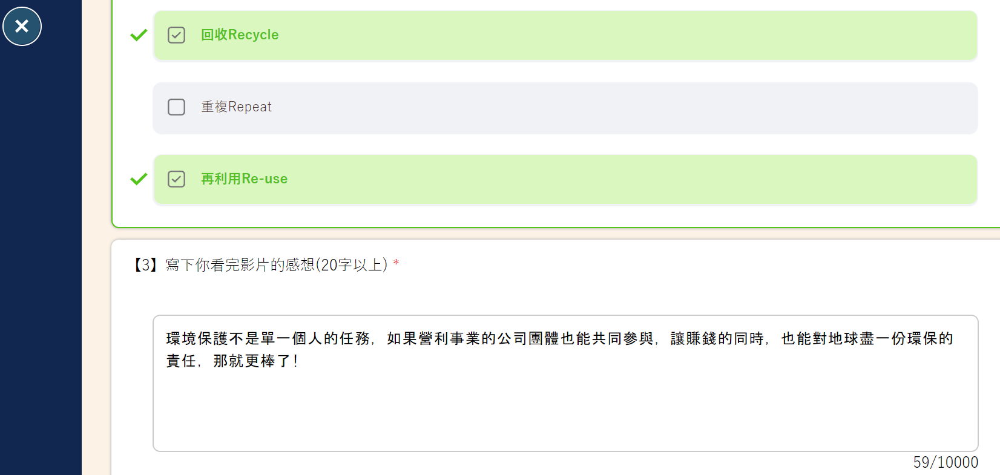 回收Recycle
重複Repeat
再利用Re-use
【3】寫下你看完影片的感想(20字以上) *
環境保護不是單一個人的任務，如果營利事業的公司團體也能共同參與，讓賺錢的同時，也能對地球盡一份環保的
責任，那就更棒了！
59/10000